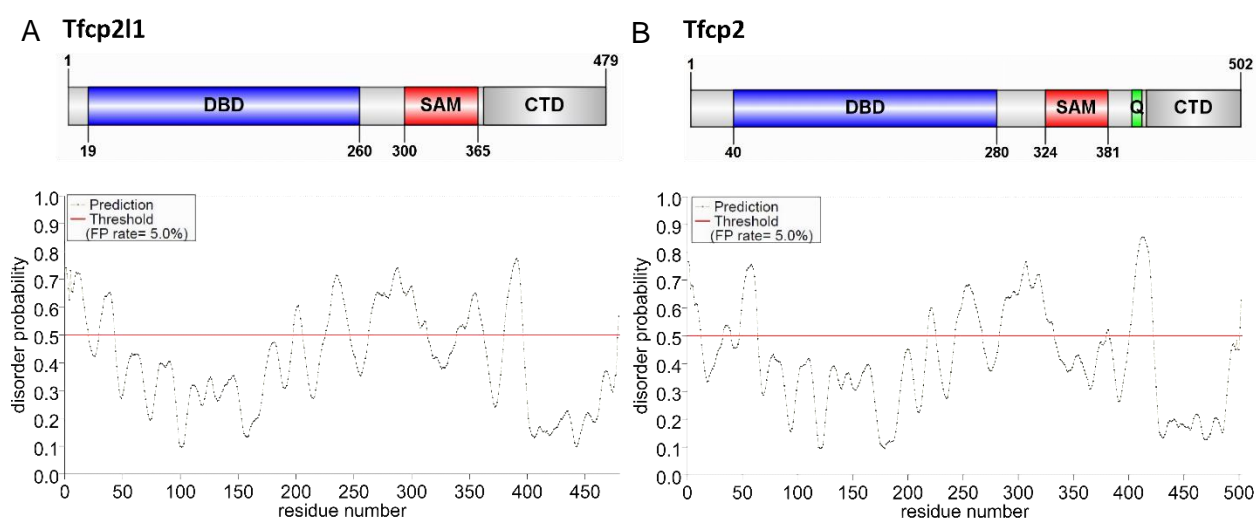 A Tfcp2l1
1 479
DBD SAM CTD
19 260 300 365
1.0
0.9
0.8
0.7
0.6
0.5
0.4
0.3
0.2
0.1
0.0
disorder probability
Prediction
Threshold
(FP rate= 5.0%)
0 50 100 150 200 250 300 350 400 450
residue number
B Tfcp2
1 502
DBD SAM Q CTD
40 280 324 381
1.0
0.9
0.8
0.7
0.6
0.5
0.4
0.3
0.2
0.1
0.0
disorder probability
Prediction
Threshold
(FP rate= 5.0%)
0 50 100 150 200 250 300 350 400 450 500
residue number